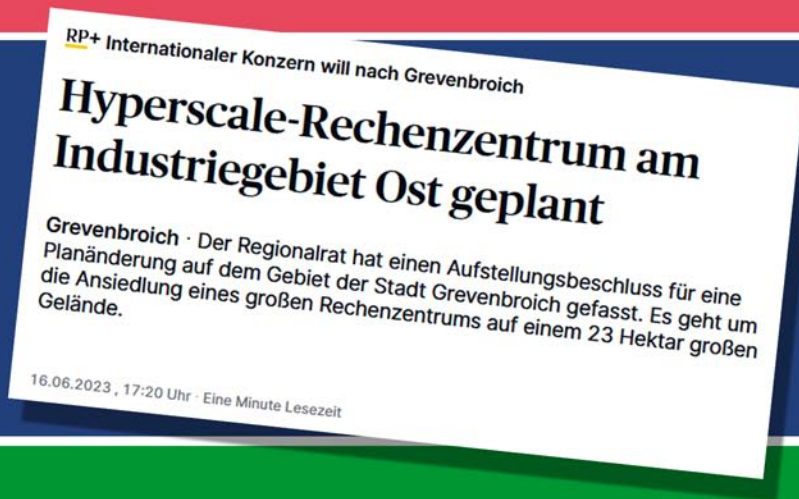 RP+ Internationaler Konzern will nach Grevenbroich
Hyperscale-Rechenzentrum am
Industriegebiet Ost geplant
Grevenbroich · Der Regionalrat hat einen Aufstellungsbeschluss für eine
Planänderung auf dem Gebiet der Stadt Grevenbroich gefasst. Es geht um
die Ansiedlung eines großen Rechenzentrums auf einem 23 Hektar großen
Gelände.
16.06.2023 , 17:20 Uhr · Eine Minute Lesezeit